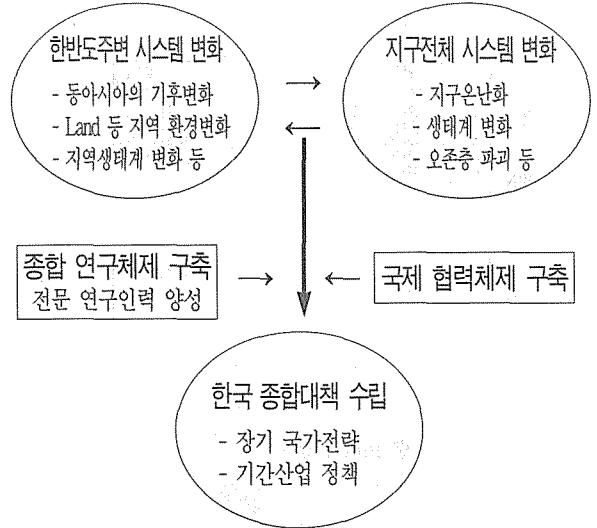 한반도주변 시스템 변화
- 동아시아의 기후변화
- Land 등 지역 환경변화
- 지역생태계 변화 등
지구전체 시스템 변화
- 지구온난화
- 생태계 변화
- 오존층 파괴 등
종합 연구체제 구축
전문 연구인력 양성
국제 협력체제 구축
한국 종합대책 수립
- 장기 국가전략
- 기간산업 정책